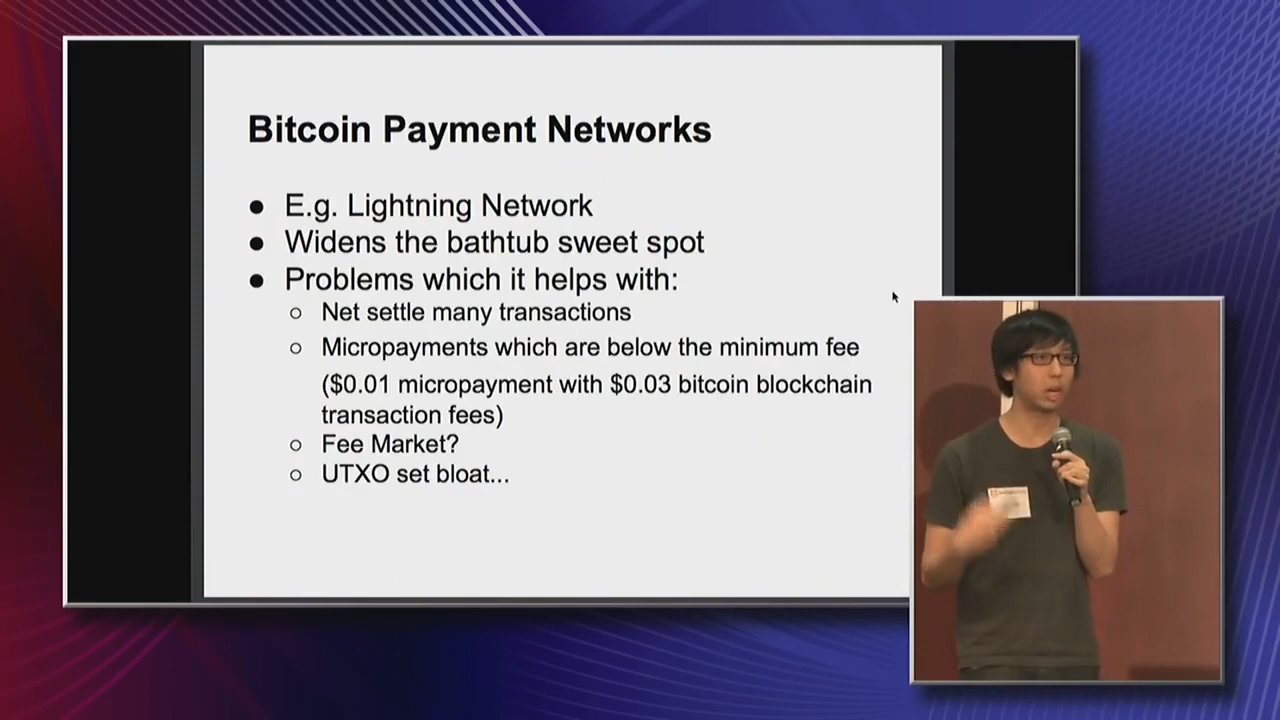 Bitcoin Payment Networks
● E.g. Lightning Network
● Widens the bathtub sweet spot
● Problems which it helps with:
○ Net settle many transactions
○ Micropayments which are below the minimum fee
($0.01 micropayment with $0.03 bitcoin blockchain
transaction fees)
○ Fee Market?
○ UTXO set bloat...